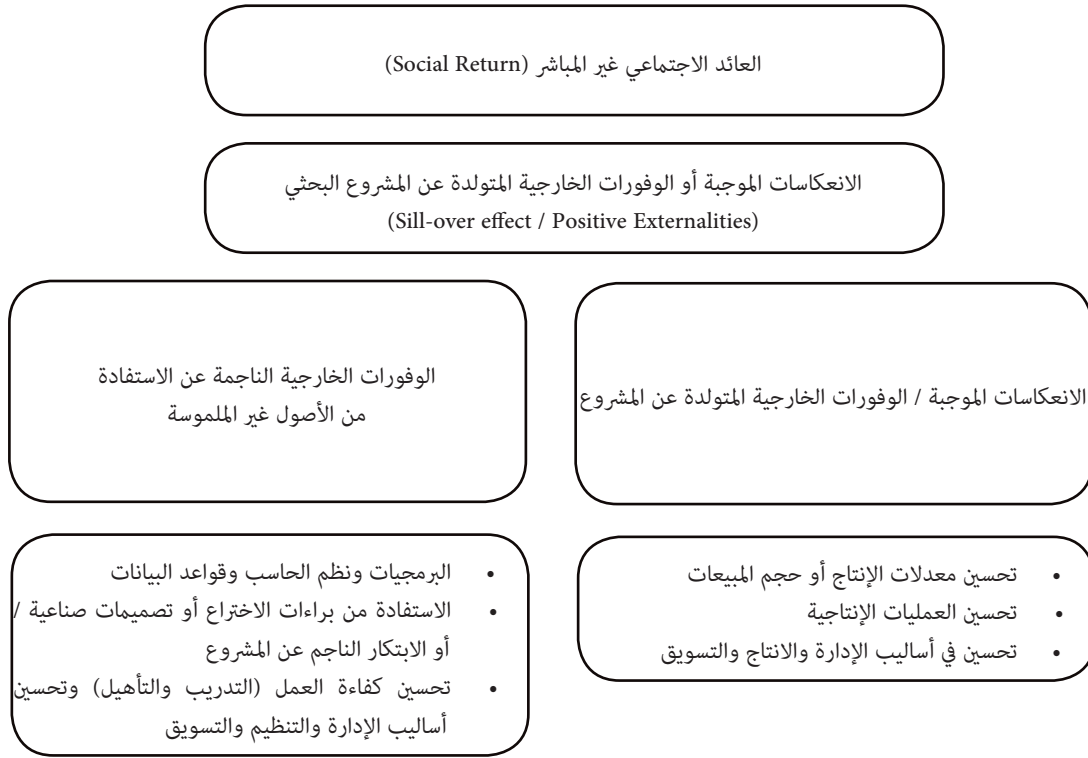 العائد الاجتماعي غير المباشر (Social Return)
الانعكاسات الموجبة أو الوفورات الخارجية المتولدة عن المشروع البحثي
(Sill-over effect / Positive Externalities)
الانعكاسات الموجبة / الوفورات الخارجية المتولدة عن المشروع
الوفورات الخارجية الناجمة عن الاستفادة
من الأصول غير الملموسة
• تحسين معدلات الإنتاج أو حجم المبيعات
• تحسين العمليات الإنتاجية
• تحسين في أساليب الإدارة والانتاج والتسويق
• البرمجيات ونظم الحاسب وقواعد البيانات
• الاستفادة من براءات الاختراع أو تصميمات صناعية /
أو الابتكار الناجم عن المشروع
• تحسين كفاءة العمل (التدريب والتأهيل) وتحسين
أساليب الإدارة والتنظيم والتسويق